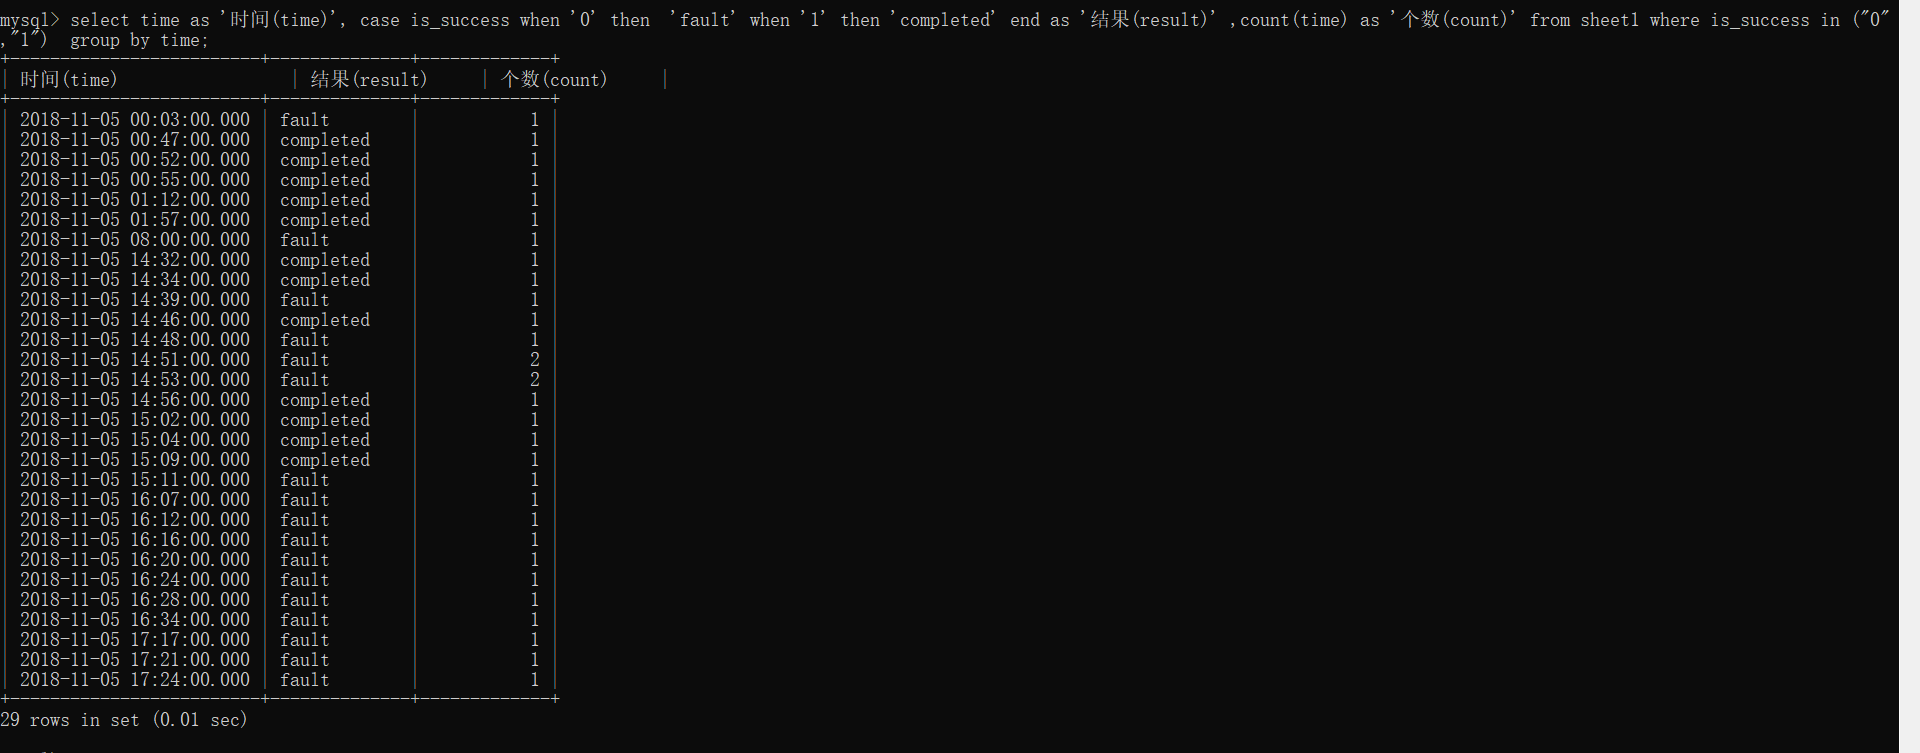 mysql> select time as '时间(time)', case is_success when '0' then  'fault' when '1' then 'completed' end as '结果(result)' ,count(time) as '个数(count)' from sheet1 where is_success in ("0"
,"1")  group by time;
+-------------------------+--------------+-------------+
| 时间(time)                 | 结果(result)     | 个数(count)     |
+-------------------------+--------------+-------------+
| 2018-11-05 00:03:00.000 | fault        |           1 |
| 2018-11-05 00:47:00.000 | completed    |           1 |
| 2018-11-05 00:52:00.000 | completed    |           1 |
| 2018-11-05 00:55:00.000 | completed    |           1 |
| 2018-11-05 01:12:00.000 | completed    |           1 |
| 2018-11-05 01:57:00.000 | completed    |           1 |
| 2018-11-05 08:00:00.000 | fault        |           1 |
| 2018-11-05 14:32:00.000 | completed    |           1 |
| 2018-11-05 14:34:00.000 | completed    |           1 |
| 2018-11-05 14:39:00.000 | fault        |           1 |
| 2018-11-05 14:46:00.000 | completed    |           1 |
| 2018-11-05 14:48:00.000 | fault        |           1 |
| 2018-11-05 14:51:00.000 | fault        |           2 |
| 2018-11-05 14:53:00.000 | fault        |           2 |
| 2018-11-05 14:56:00.000 | completed    |           1 |
| 2018-11-05 15:02:00.000 | completed    |           1 |
| 2018-11-05 15:04:00.000 | completed    |           1 |
| 2018-11-05 15:09:00.000 | completed    |           1 |
| 2018-11-05 15:11:00.000 | fault        |           1 |
| 2018-11-05 16:07:00.000 | fault        |           1 |
| 2018-11-05 16:12:00.000 | fault        |           1 |
| 2018-11-05 16:16:00.000 | fault        |           1 |
| 2018-11-05 16:20:00.000 | fault        |           1 |
| 2018-11-05 16:24:00.000 | fault        |           1 |
| 2018-11-05 16:28:00.000 | fault        |           1 |
| 2018-11-05 16:34:00.000 | fault        |           1 |
| 2018-11-05 17:17:00.000 | fault        |           1 |
| 2018-11-05 17:21:00.000 | fault        |           1 |
| 2018-11-05 17:24:00.000 | fault        |           1 |
+-------------------------+--------------+-------------+
29 rows in set (0.01 sec)